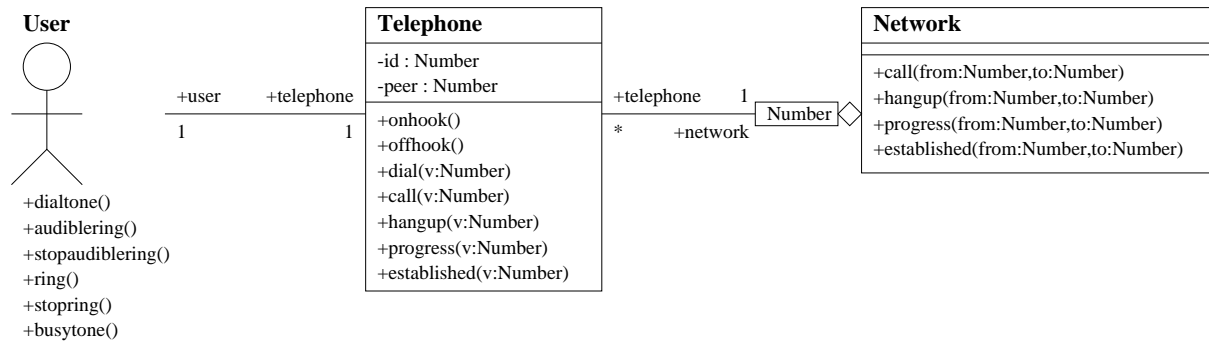 User
+dialtone()
+audiblering()
+stopaudiblering()
+ring()
+stopring()
+busytone()
+user
1
+telephone
1
Telephone
-id : Number
-peer : Number
+onhook()
+offhook()
+dial(v:Number)
+call(v:Number)
+hangup(v:Number)
+progress(v:Number)
+established(v:Number)
+telephone
*
1
+network
Number
Network
+call(from:Number,to:Number)
+hangup(from:Number,to:Number)
+progress(from:Number,to:Number)
+established(from:Number,to:Number)